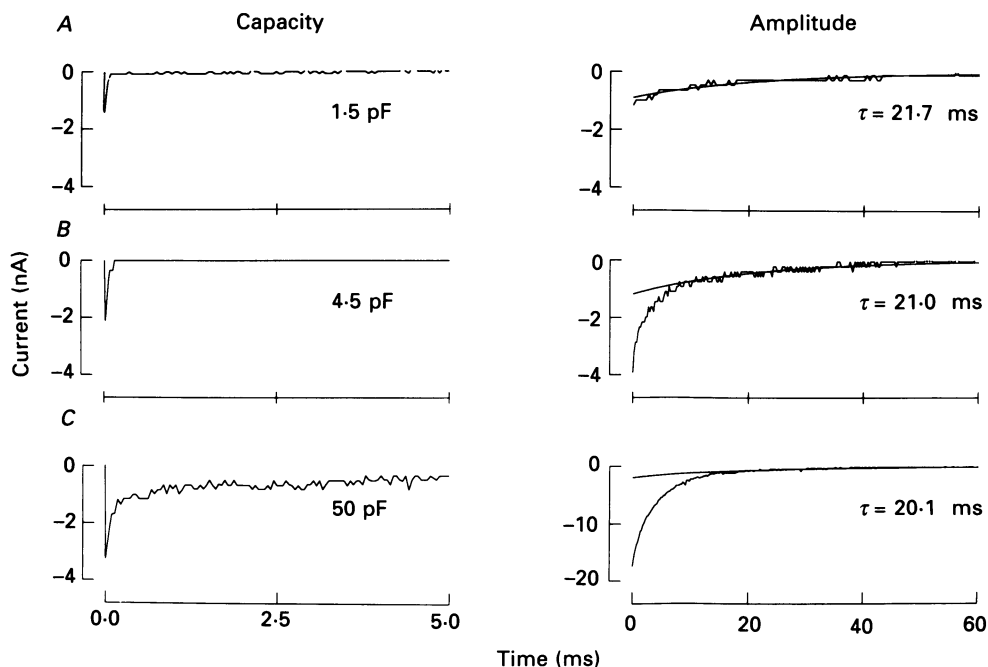 A
Capacity
Amplitude
0
−2
−4
1·5 pF
0
−2
−4
τ = 21·7 ms
B
0
−2
−4
4·5 pF
0
−2
−4
τ = 21·0 ms
Current (nA)
C
0
−2
−4
50 pF
0
−10
−20
τ = 20·1 ms
0·0 2·5 5·0
0 20 40 60
Time (ms)